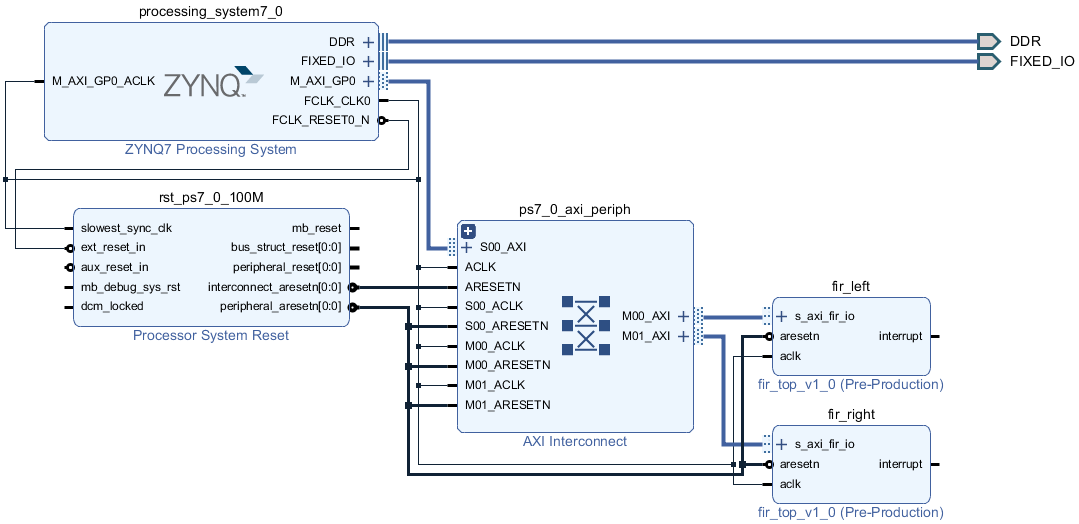 processing_system7_0
DDR
FIXED_IO
M_AXI_GP0_ACLK
ZYNQ
M_AXI_GP0
FCLK_CLK0
FCLK_RESET0_N
ZYNQ7 Processing System
DDR
FIXED_IO
rst_ps7_0_100M
slowest_sync_clk
mb_reset
ext_reset_in
bus_struct_reset[0:0]
aux_reset_in
peripheral_reset[0:0]
mb_debug_sys_rst
interconnect_aresetn[0:0]
dcm_locked
peripheral_aresetn[0:0]
Processor System Reset
ps7_0_axi_periph
S00_AXI
ACLK
ARESETN
S00_ACLK
S00_ARESETN
M00_ACLK
M00_ARESETN
M01_ACLK
M01_ARESETN
M00_AXI
M01_AXI
AXI Interconnect
fir_left
s_axi_fir_io
aresetn
interrupt
aclk
fir_top_v1_0 (Pre-Production)
fir_right
s_axi_fir_io
aresetn
interrupt
aclk
fir_top_v1_0 (Pre-Production)